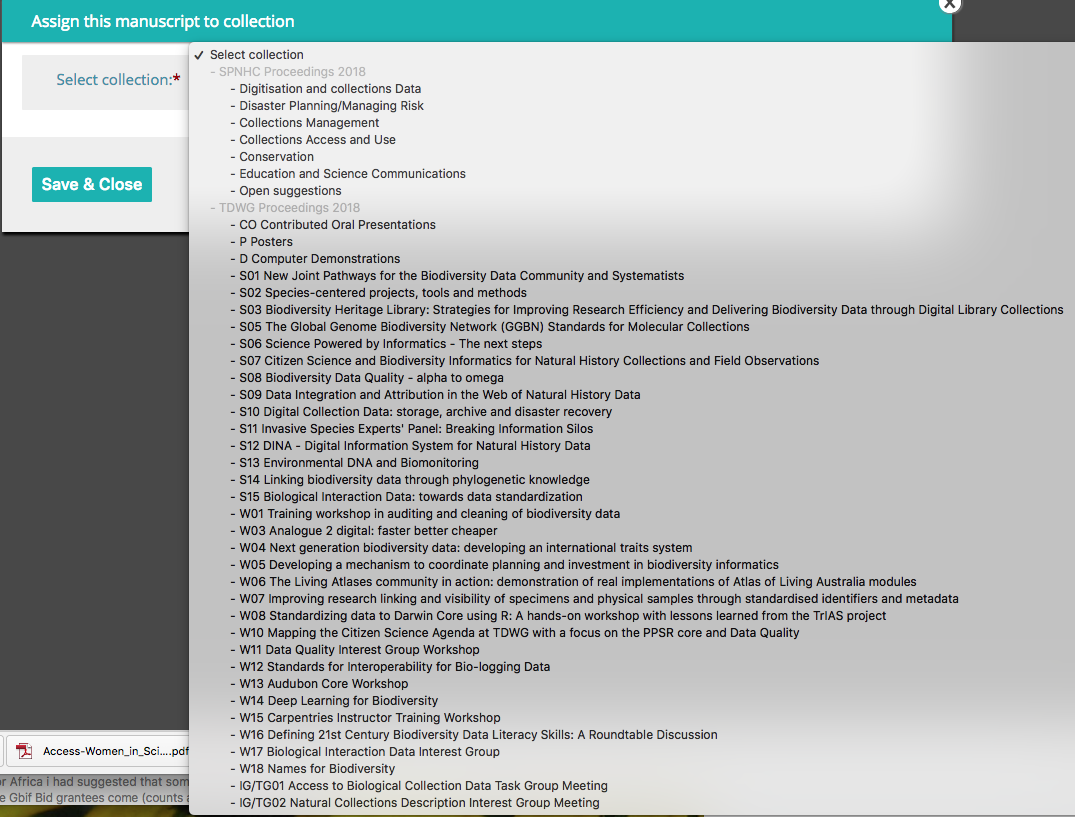 Assign this manuscript to collection
Select collection:*
✓ Select collection
- SPNHC Proceedings 2018
- Digitisation and collections Data
- Disaster Planning/Managing Risk
- Collections Management
- Collections Access and Use
- Conservation
- Education and Science Communications
- Open suggestions
- TDWG Proceedings 2018
- CO Contributed Oral Presentations
- P Posters
- D Computer Demonstrations
- S01 New Joint Pathways for the Biodiversity Data Community and Systematists
- S02 Species-centered projects, tools and methods
- S03 Biodiversity Heritage Library: Strategies for Improving Research Efficiency and Delivering Biodiversity Data through Digital Library Collections
- S05 The Global Genome Biodiversity Network (GGBN) Standards for Molecular Collections
- S06 Science Powered by Informatics - The next steps
- S07 Citizen Science and Biodiversity Informatics for Natural History Collections and Field Observations
- S08 Biodiversity Data Quality - alpha to omega
- S09 Data Integration and Attribution in the Web of Natural History Data
- S10 Digital Collection Data: storage, archive and disaster recovery
- S11 Invasive Species Experts' Panel: Breaking Information Silos
- S12 DINA - Digital Information System for Natural History Data
- S13 Environmental DNA and Biomonitoring
- S14 Linking biodiversity data through phylogenetic knowledge
- S15 Biological Interaction Data: towards data standardization
- W01 Training workshop in auditing and cleaning of biodiversity data
- W03 Analogue 2 digital: faster better cheaper
- W04 Next generation biodiversity data: developing an international traits system
- W05 Developing a mechanism to coordinate planning and investment in biodiversity informatics
- W06 The Living Atlases community in action: demonstration of real implementations of Atlas of Living Australia modules
- W07 Improving research linking and visibility of specimens and physical samples through standardised identifiers and metadata
- W08 Standardizing data to Darwin Core using R: A hands-on workshop with lessons learned from the TrIAS project
- W10 Mapping the Citizen Science Agenda at TDWG with a focus on the PPSR core and Data Quality
- W11 Data Quality Interest Group Workshop
- W12 Standards for Interoperability for Bio-logging Data
- W13 Audubon Core Workshop
- W14 Deep Learning for Biodiversity
- W15 Carpentries Instructor Training Workshop
- W16 Defining 21st Century Biodiversity Data Literacy Skills: A Roundtable Discussion
- W17 Biological Interaction Data Interest Group
- W18 Names for Biodiversity
- IG/TG01 Access to Biological Collection Data Task Group Meeting
- IG/TG02 Natural Collections Description Interest Group Meeting
Save & Close
Access-Women_in_Sci....pdf
or Africa i had suggested that som
e Gbif Bid grantees come (counts